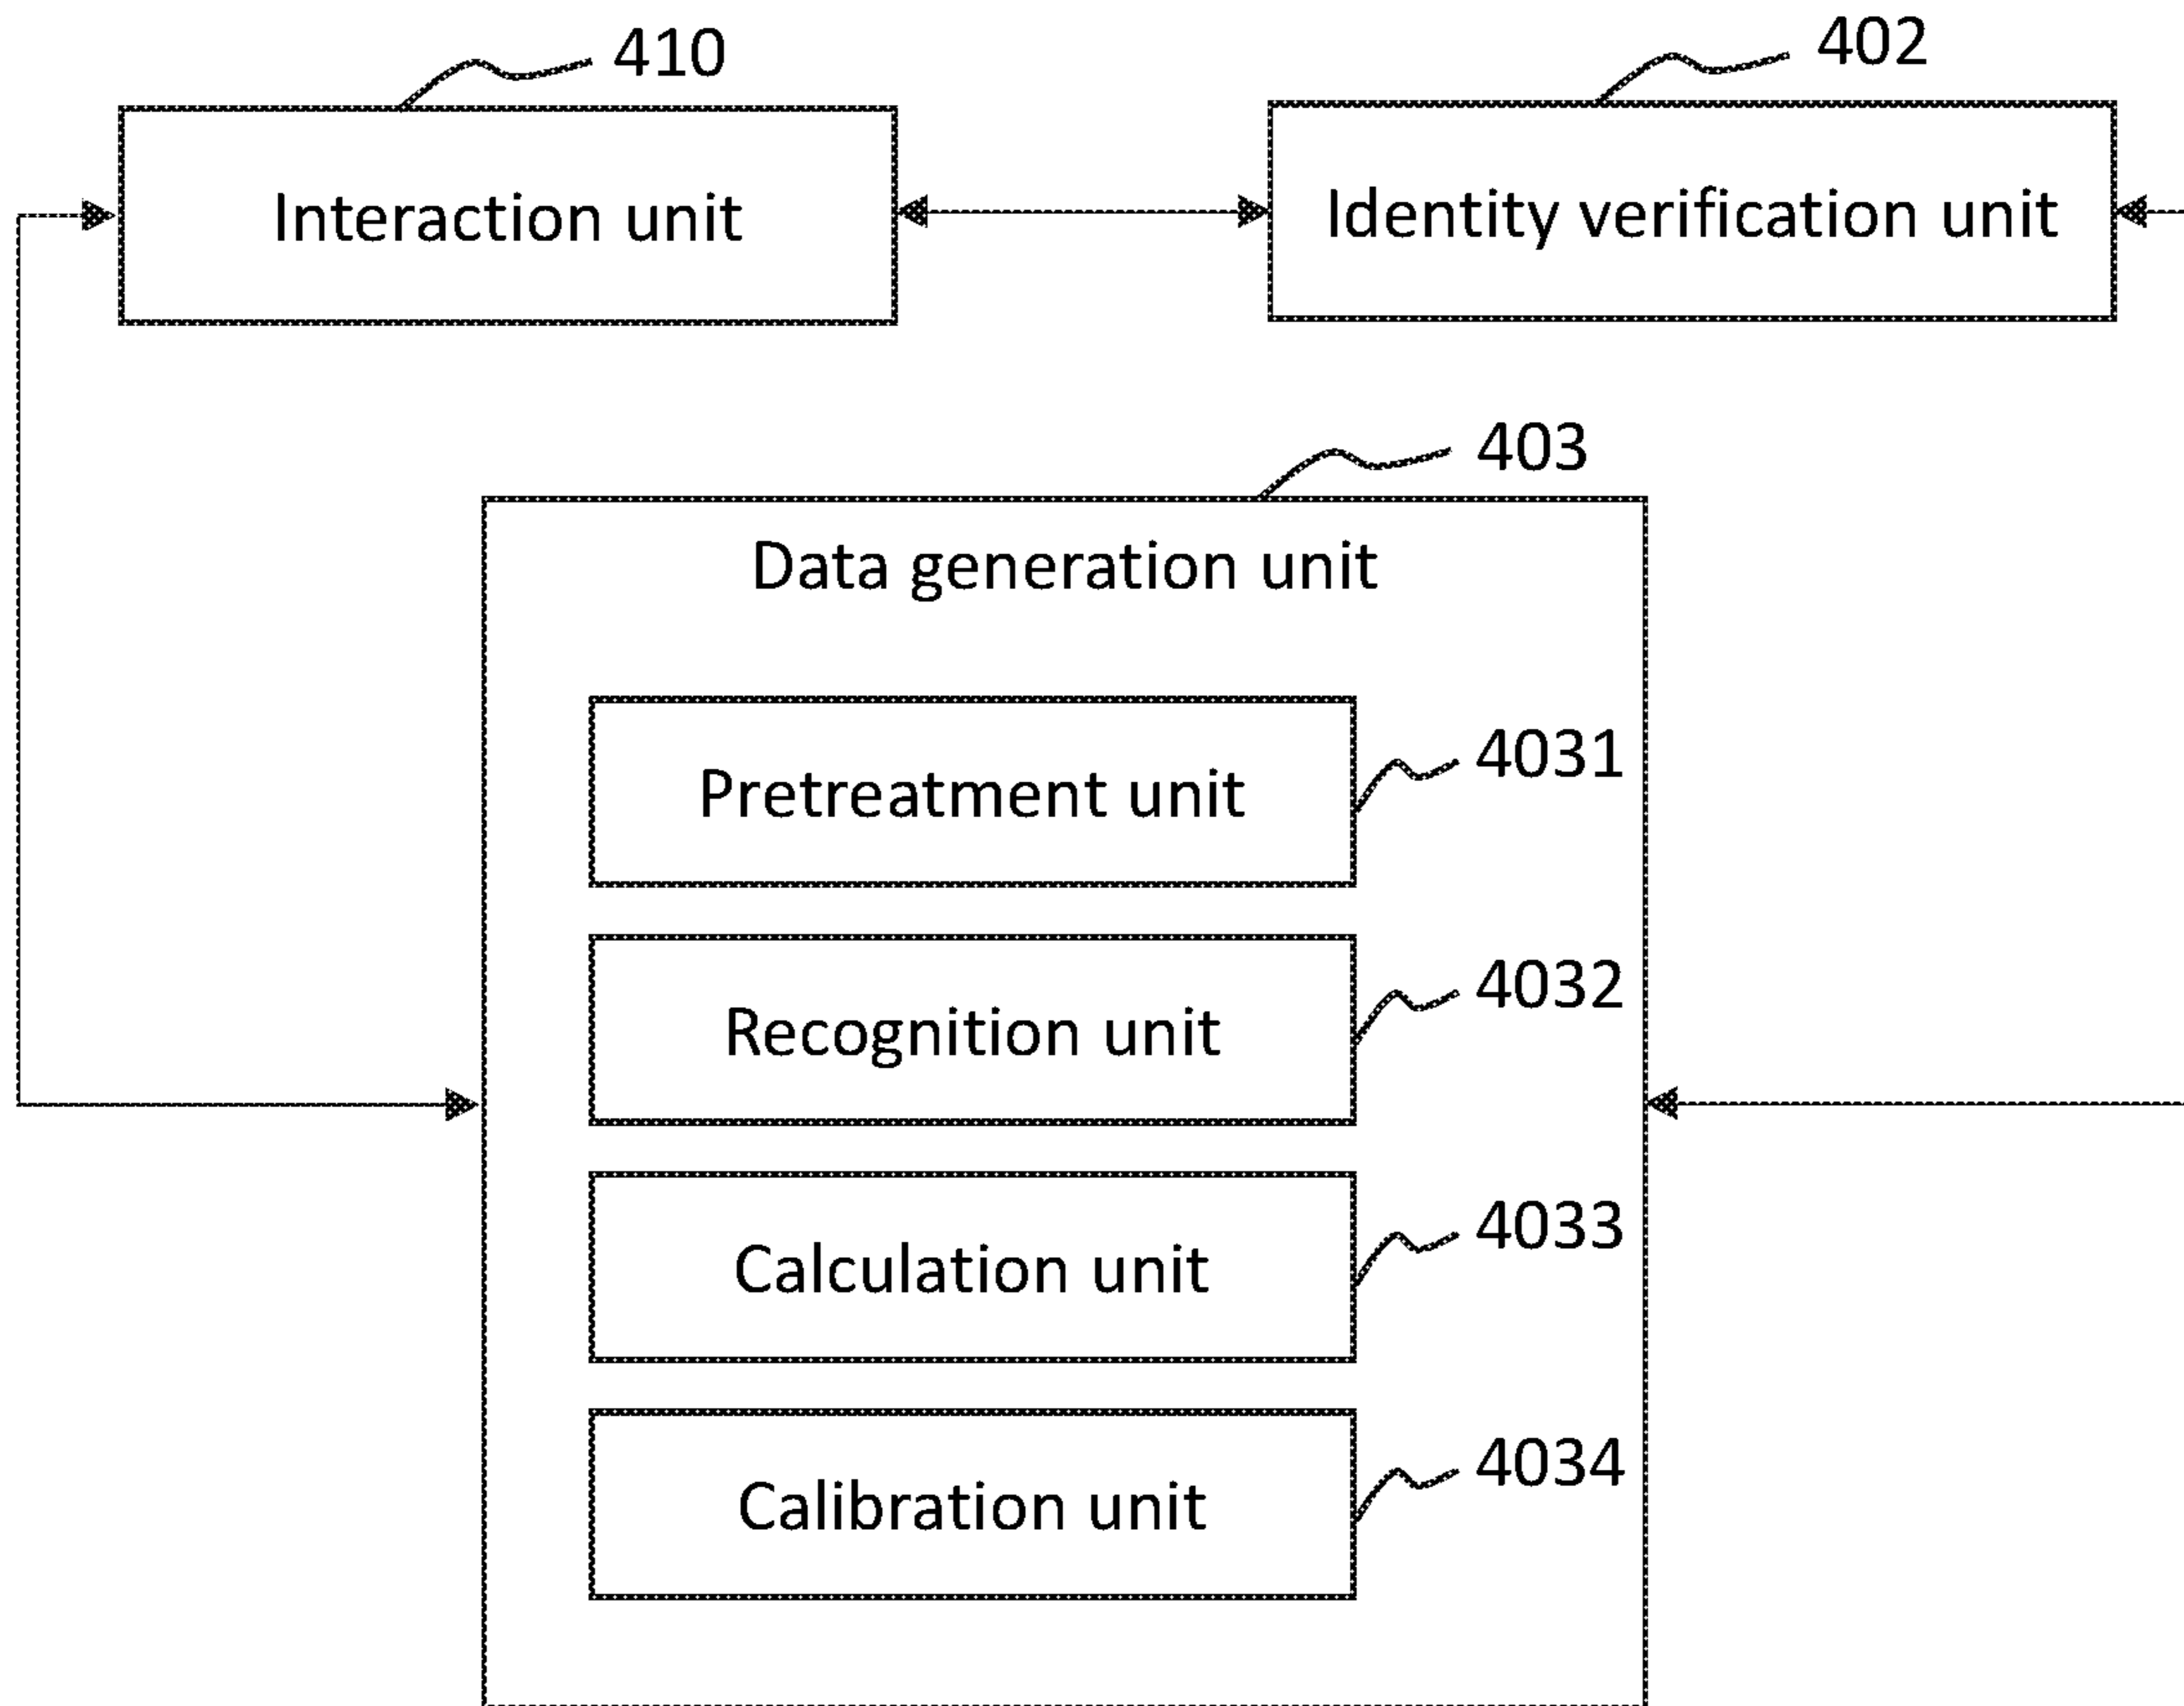 410
402
Interaction unit
Identity verification unit
403
Data generation unit
4031
Pretreatment unit
4032
Recognition unit
4033
Calculation unit
4034
Calibration unit